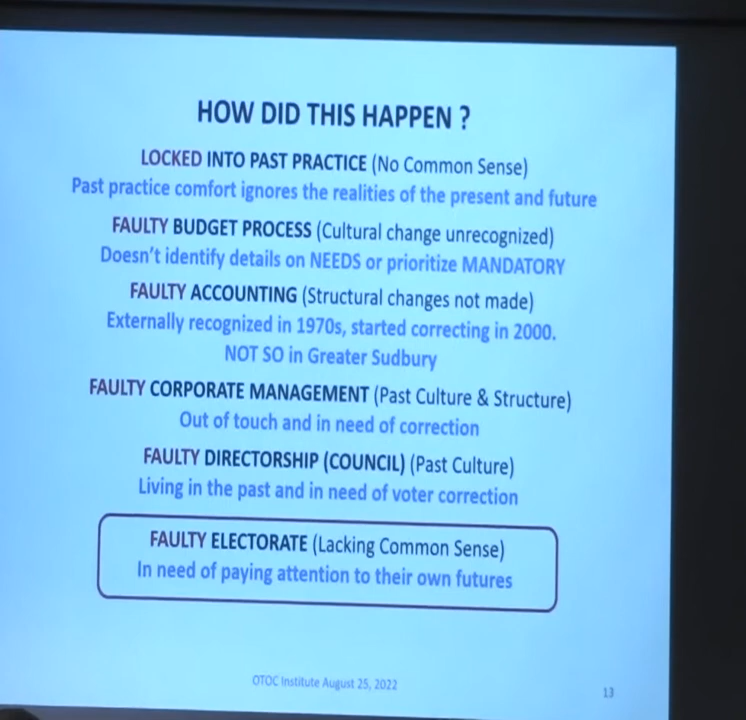 HOW DID THIS HAPPEN ?
LOCKED INTO PAST PRACTICE (No Common Sense)
Past practice comfort ignores the realities of the present and future
FAULTY BUDGET PROCESS (Cultural change unrecognized)
Doesn't identify details on NEEDS or prioritize MANDATORY
FAULTY ACCOUNTING (Structural changes not made)
Externally recognized in 1970s, started correcting in 2000.
NOT SO in Greater Sudbury
FAULTY CORPORATE MANAGEMENT (Past Culture & Structure)
Out of touch and in need of correction
FAULTY DIRECTORSHIP (COUNCIL) (Past Culture)
Living in the past and in need of voter correction
FAULTY ELECTORATE (Lacking Common Sense)
In need of paying attention to their own futures
OTOC Institute August 25, 2022
13